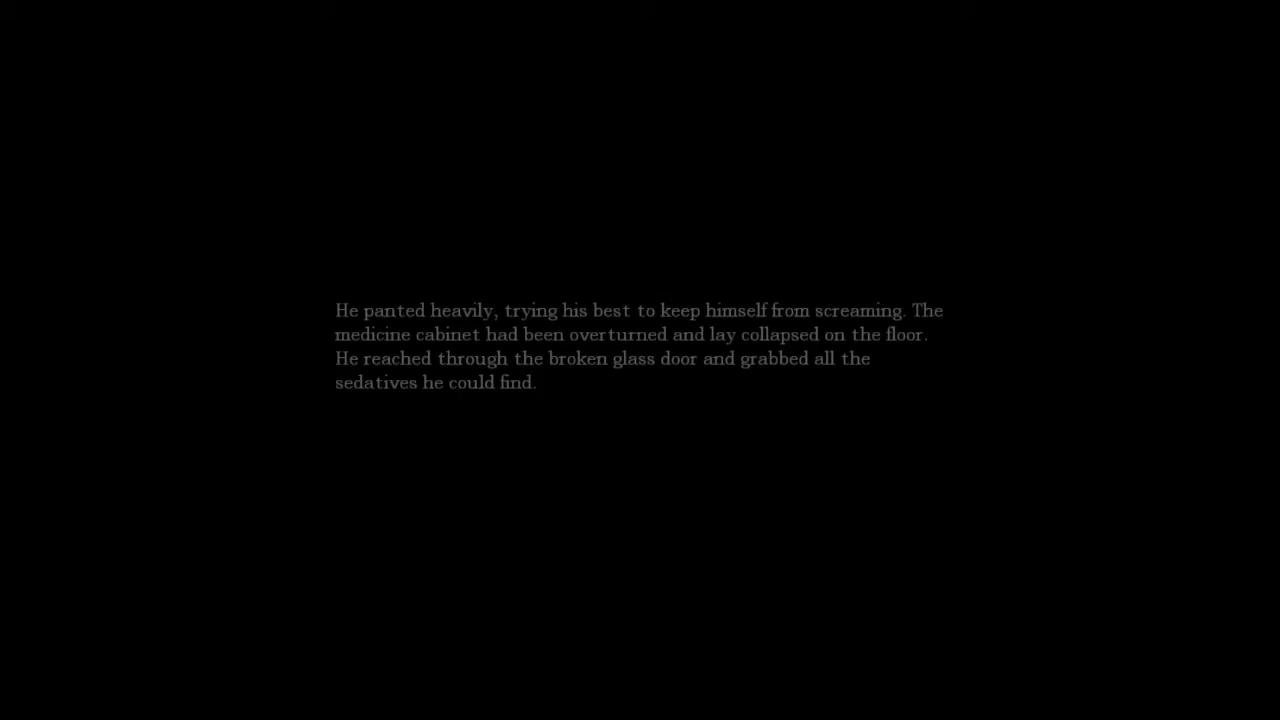 He panted heavily, trying his best to keep himself from screaming. The
medicine cabinet had been overturned and lay collapsed on the floor.
He reached through the broken glass door and grabbed all the
sedatives he could find.